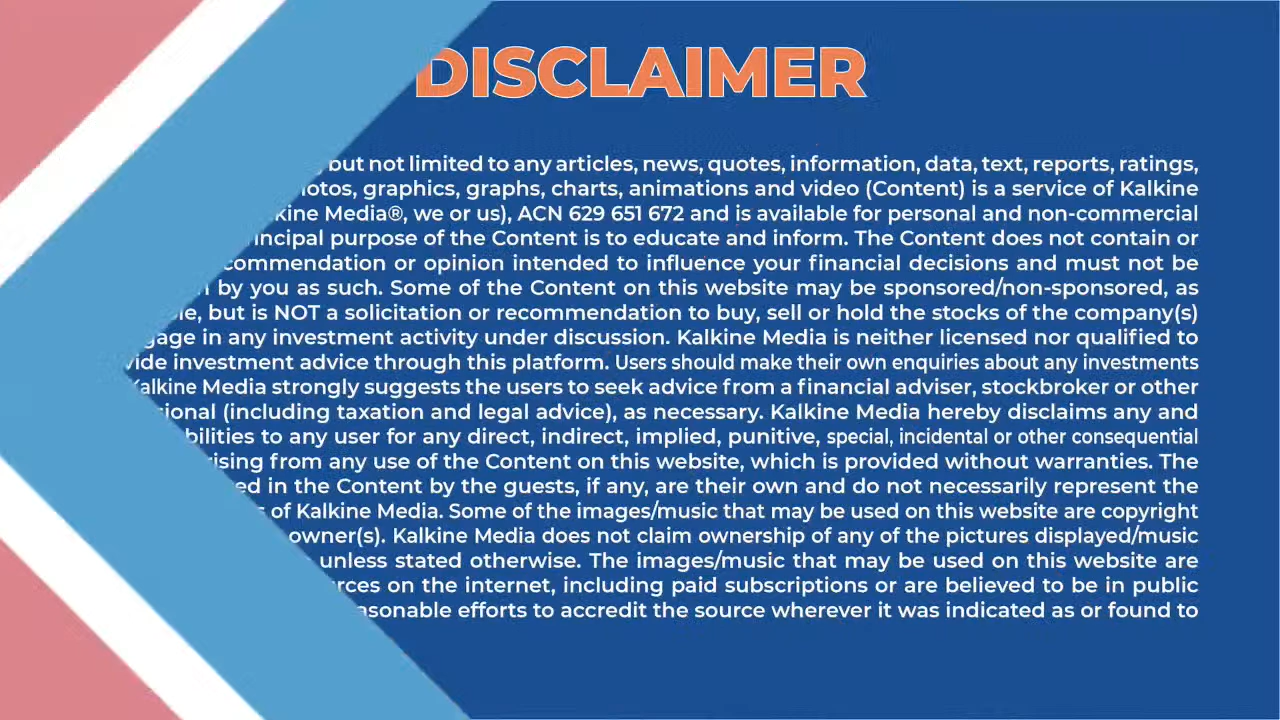 DISCLAIMER
but not limited to any articles, news, quotes, information, data, text, reports, ratings,
graphics, graphs, charts, animations and video (Content) is a service of Kalkine
Media®, we or us), ACN 629 651 672 and is available for personal and non-commercial
purpose of the Content is to educate and inform. The Content does not contain or
or opinion intended to influence your financial decisions and must not be
by you as such. Some of the Content on this website may be sponsored/non-sponsored, as
but is NOT a solicitation or recommendation to buy, sell or hold the stocks of the company(s)
in any investment activity under discussion. Kalkine Media is neither licensed nor qualified to
investment advice through this platform. Users should make their own enquiries about any investments
Kalkine Media strongly suggests the users to seek advice from a financial adviser, stockbroker or other
(including taxation and legal advice), as necessary. Kalkine Media hereby disclaims any and
to any user for any direct, indirect, implied, punitive, special, incidental or other consequential
from any use of the Content on this website, which is provided without warranties. The
in the Content by the guests, if any, are their own and do not necessarily represent the
of Kalkine Media. Some of the images/music that may be used on this website are copyright
owner(s). Kalkine Media does not claim ownership of any of the pictures displayed/music
unless stated otherwise. The images/music that may be used on this website are
on the internet, including paid subscriptions or are believed to be in public
efforts to accredit the source wherever it was indicated as or found to